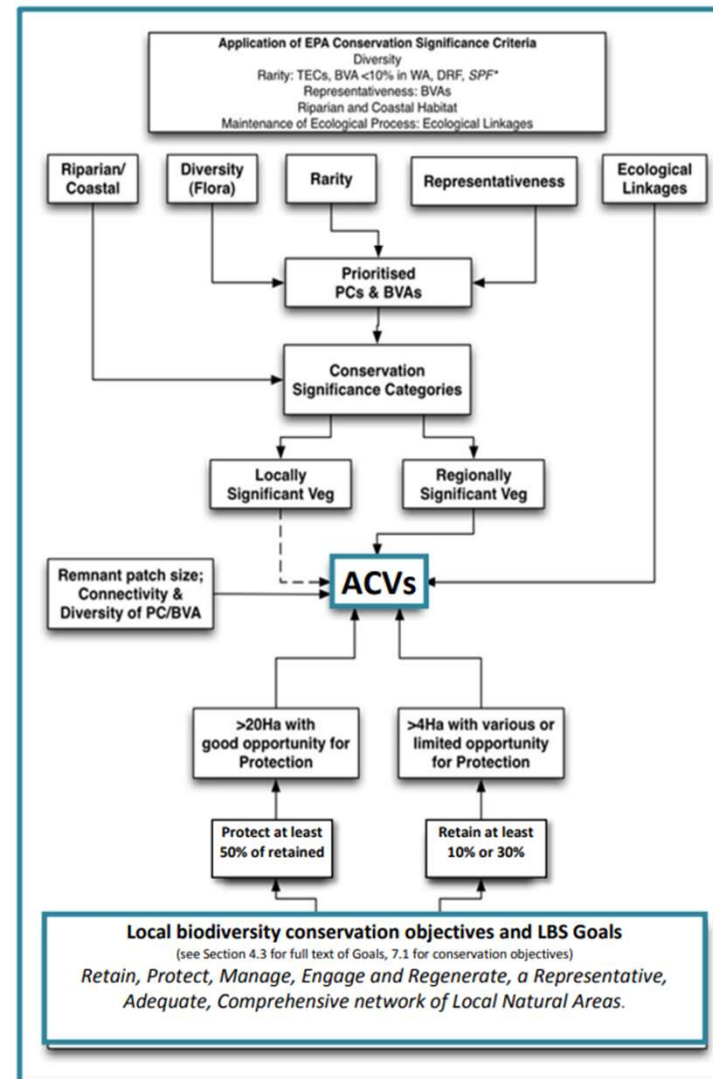 Application of EPA Conservation Significance Criteria
Diversity
Rarity: TECs, BVA <10% in WA, DRF, SPF*
Representativeness: BVAs
Riparian and Coastal Habitat
Maintenance of Ecological Process: Ecological Linkages
Riparian/
Coastal
Diversity
(Flora)
Rarity
Representativeness
Ecological
Linkages
Prioritised
PCs & BVAs
Conservation
Significance Categories
Locally
Significant Veg
Regionally
Significant Veg
Remnant patch size;
Connectivity &
Diversity of PC/BVA
ACVs
>20Ha with
good opportunity for
Protection
>4Ha with various or
limited opportunity
for Protection
Protect at least
50% of retained
Retain at least
10% or 30%
Local biodiversity conservation objectives and LBS Goals
(see Section 4.3 for full text of Goals, 7.1 for conservation objectives)
Retain, Protect, Manage, Engage and Regenerate, a Representative,
Adequate, Comprehensive network of Local Natural Areas.